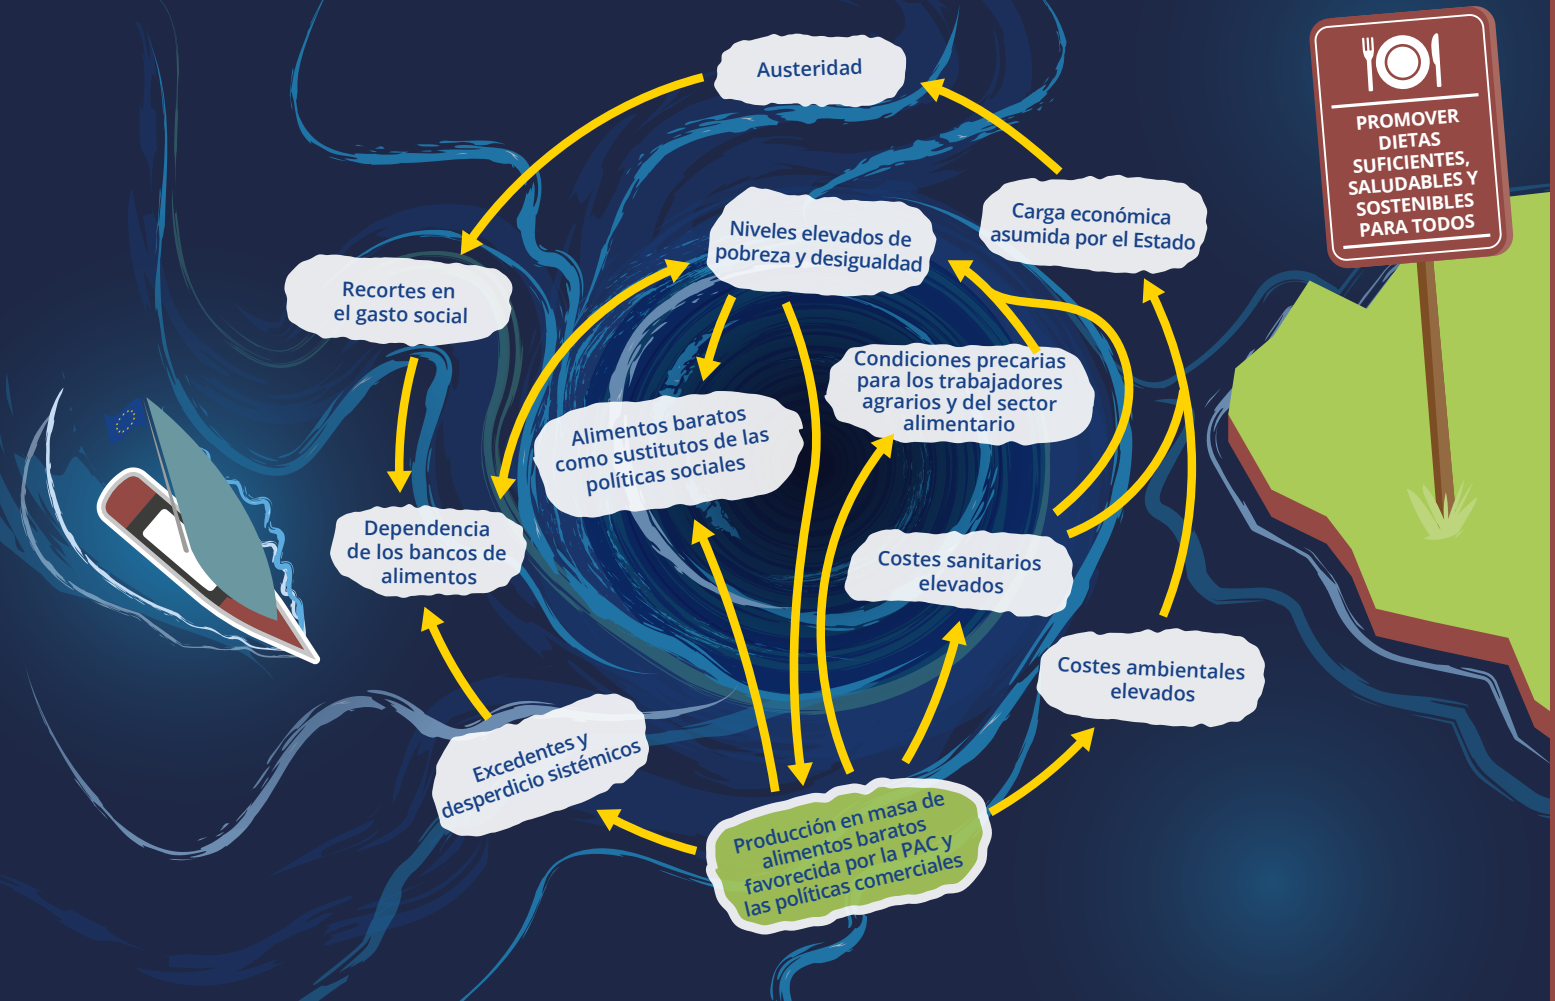 Austeridad
PROMOVER
DIETAS
SUFICIENTES,
SALUDABLES Y
SOSTENIBLES
PARA TODOS
Niveles elevados de
pobreza y desigualdad
Carga económica
asumida por el Estado
Recortes en
el gasto social
Condiciones precarias
para los trabajadores
agrarios y del sector
alimentario
Alimentos baratos
como sustitutos de las
políticas sociales
Dependencia
de los bancos de
alimentos
Costes sanitarios
elevados
Costes ambientales
elevados
Excedentes y
desperdicio sistémicos
Producción en masa de
alimentos baratos
favorecida por la PAC y
las políticas comerciales